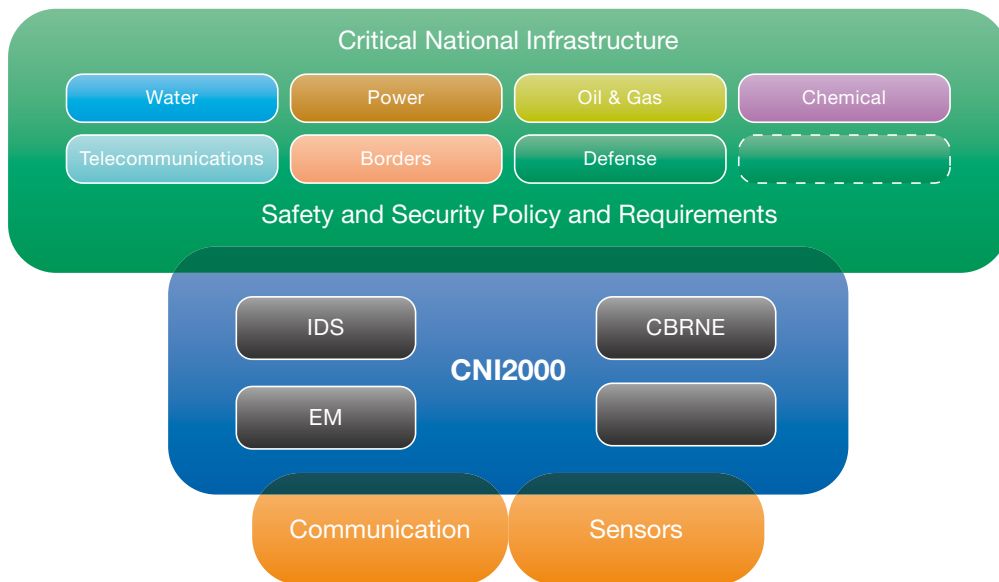 Critical National Infrastructure
Water
Power
Oil & Gas
Chemical
Telecommunications
Borders
Defense
Safety and Security Policy and Requirements
IDS
CBRNE
CNI2000
EM
Communication
Sensors